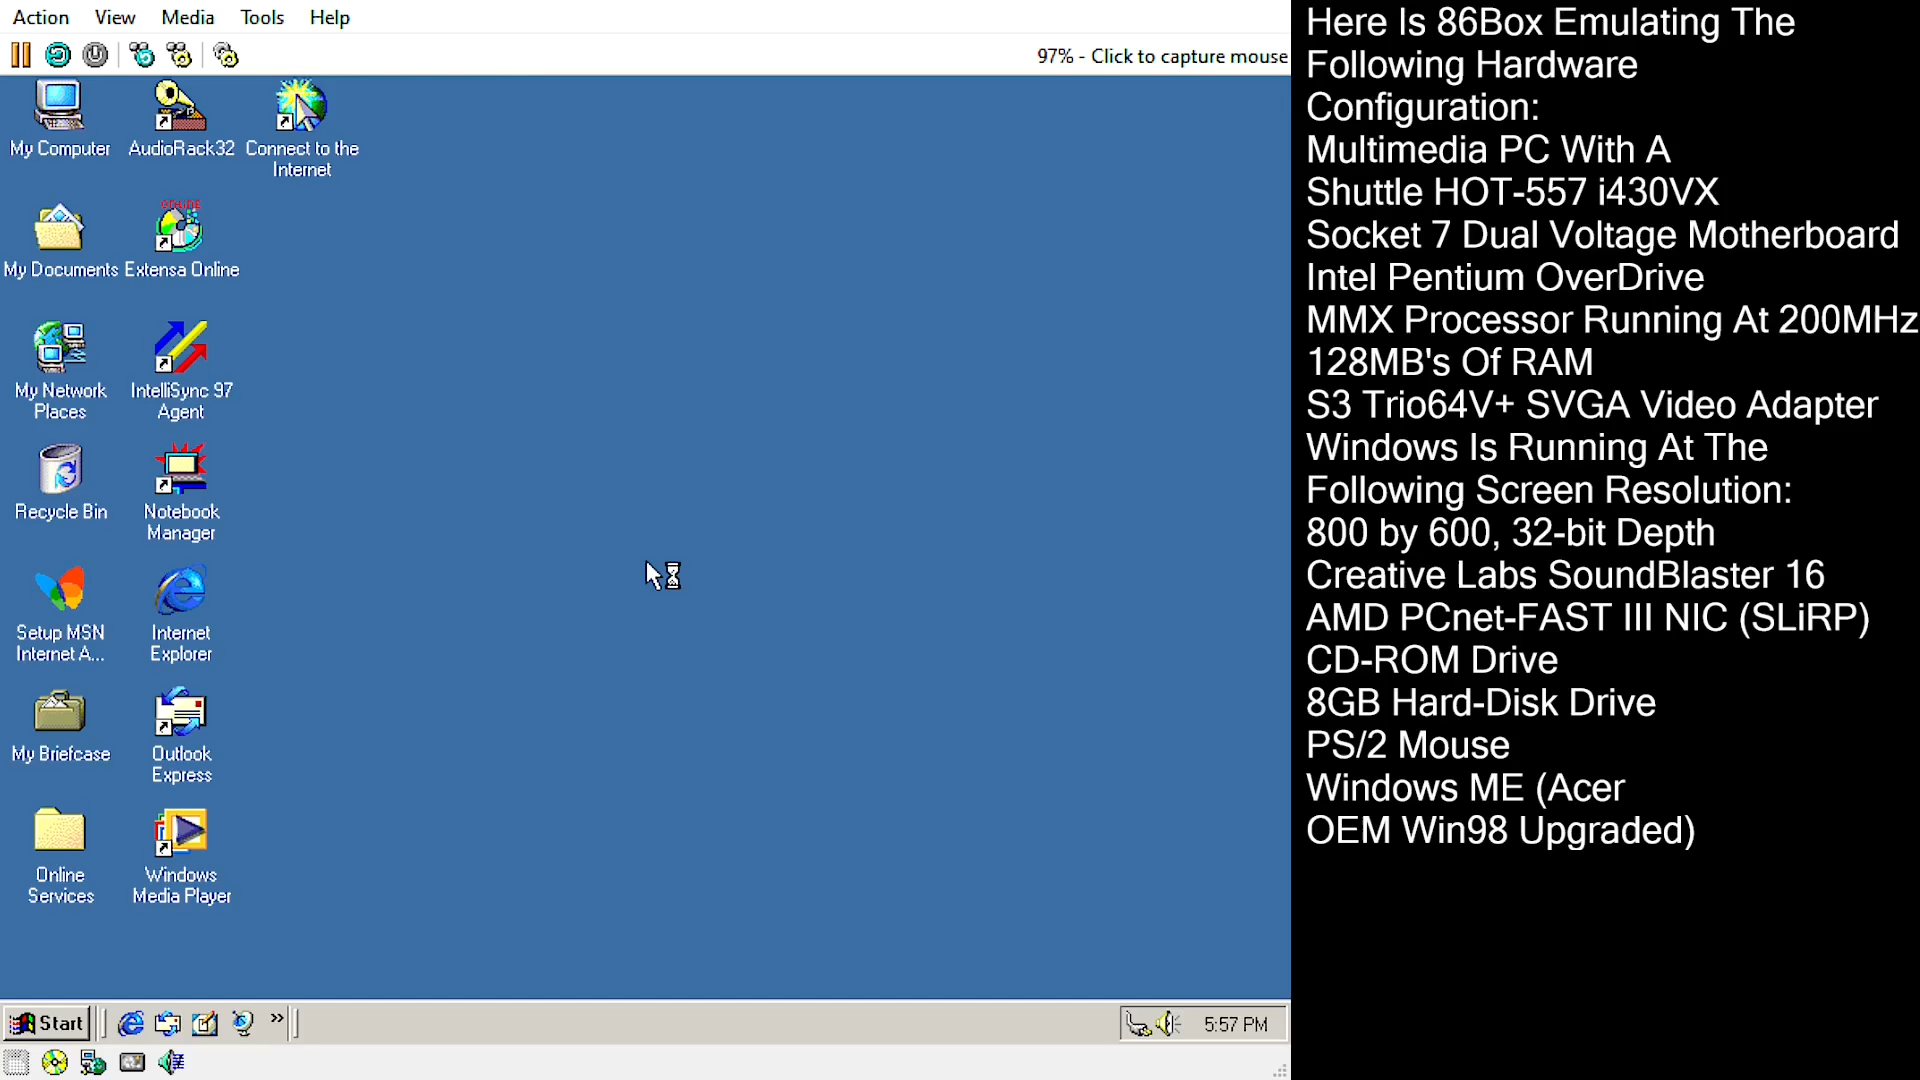 Action View Media Tools Help
97% - Click to capture mouse
My Computer
AudioRack32
Connect to the
Internet
My Documents
Extensa Online
My Network
Places
IntelliSync 97
Agent
Recycle Bin
Notebook
Manager
Setup MSN
Internet A...
Internet
Explorer
My Briefcase
Outlook
Express
Online
Services
Windows
Media Player
Start
5:57 PM
Here Is 86Box Emulating The
Following Hardware
Configuration:
Multimedia PC With A
Shuttle HOT-557 i430VX
Socket 7 Dual Voltage Motherboard
Intel Pentium OverDrive
MMX Processor Running At 200MHz
128MB's Of RAM
S3 Trio64V+ SVGA Video Adapter
Windows Is Running At The
Following Screen Resolution:
800 by 600, 32-bit Depth
Creative Labs SoundBlaster 16
AMD PCnet-FAST III NIC (SLiRP)
CD-ROM Drive
8GB Hard-Disk Drive
PS/2 Mouse
Windows ME (Acer
OEM Win98 Upgraded)